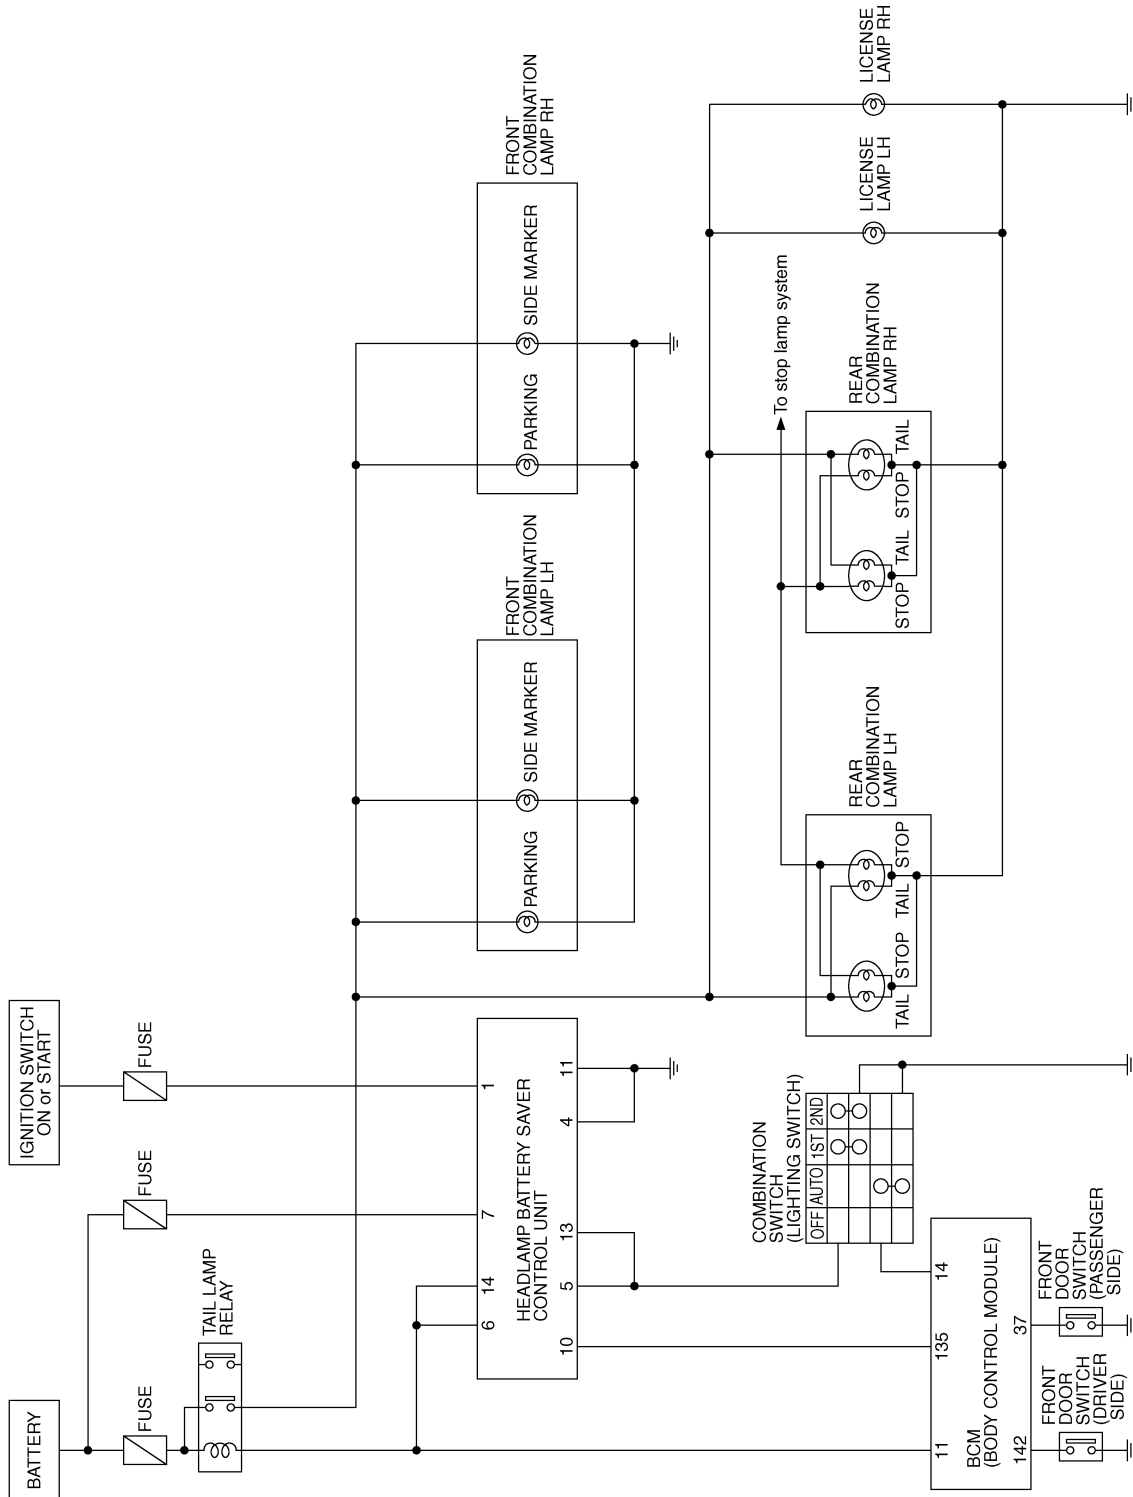 BATTERY
IGNITION SWITCH
ON or START
FUSE
FUSE
FUSE
TAIL LAMP
RELAY
6
14
7
1
HEADLAMP BATTERY SAVER
CONTROL UNIT
10
5
13
4
11
FRONT
COMBINATION
LAMP LH
PARKING
SIDE MARKER
FRONT
COMBINATION
LAMP RH
PARKING
SIDE MARKER
COMBINATION
SWITCH
(LIGHTING SWITCH)
OFF AUTO 1ST 2ND
REAR
COMBINATION
LAMP LH
TAIL STOP
TAIL STOP
To stop lamp system
REAR
COMBINATION
LAMP RH
STOP TAIL
STOP TAIL
LICENSE
LAMP LH
LICENSE
LAMP RH
11
135
14
BCM
(BODY CONTROL MODULE)
142
37
FRONT
DOOR
SWITCH
(DRIVER
SIDE)
FRONT
DOOR
SWITCH
(PASSENGER
SIDE)